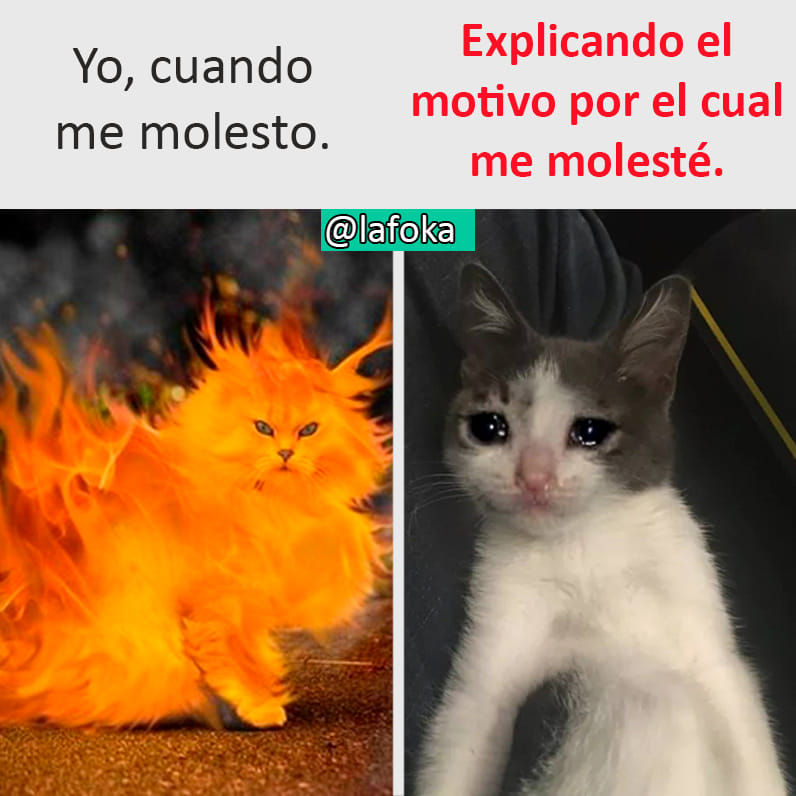 Yo, cuando
me molesto.
Explicando el
motivo por el cual
me molesté.
@lafoka